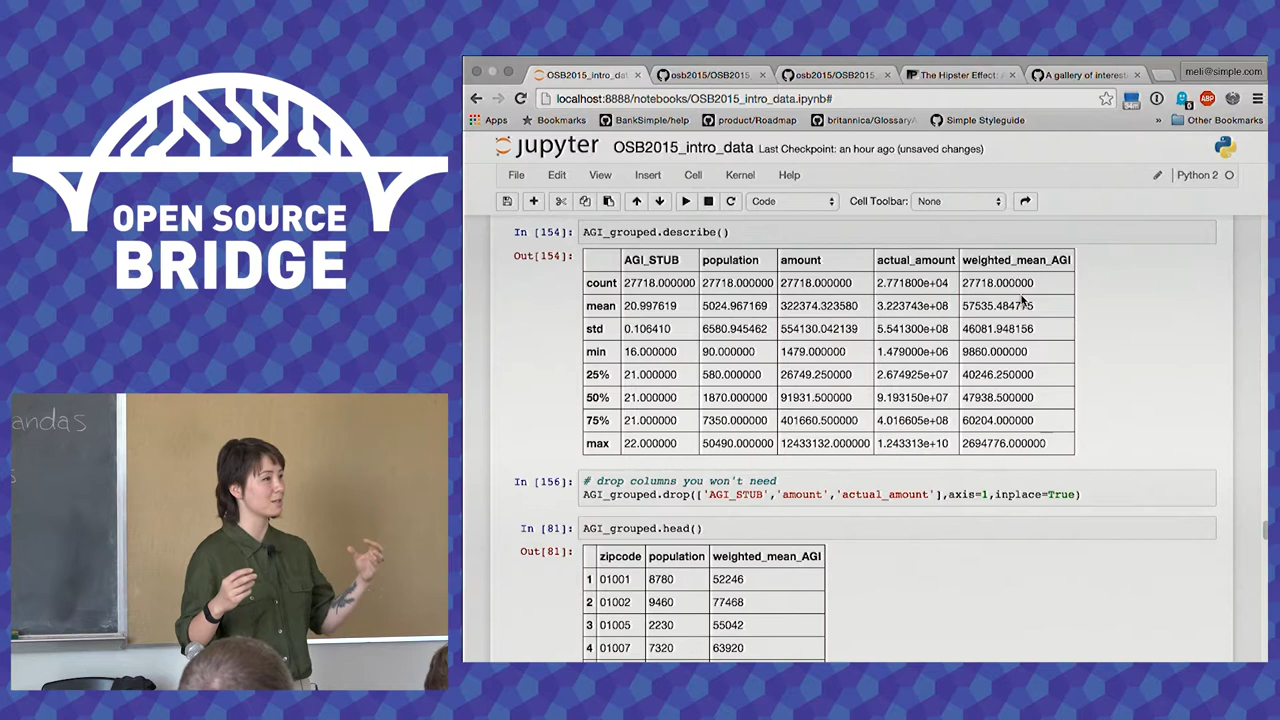 OPEN SOURCE
BRIDGE
andas
OSB2015_intro_da
osb2015/OSB2015_
osb2015/OSB2015_
The Hipster Effect: A
A gallery of interest
meli@simple.com
localhost:8888/notebooks/OSB2015_intro_data.ipynb#
Apps Bookmarks BankSimple/help product/Roadmap britannica/Glossary Simple Styleguide » Other Bookmarks
jupyter OSB2015_intro_data Last Checkpoint: an hour ago (unsaved changes)
File Edit View Insert Cell Kernel Help Python 2
Code Cell Toolbar: None
In [154]: AGI_grouped.describe()
Out[154]:
AGI_STUB population amount actual_amount weighted_mean_AGI
count 27718.000000 27718.000000 27718.000000 2.771800e+04 27718.000000
mean 20.997619 5024.967169 322374.323580 3.223743e+08 57535.484775
std 0.106410 6580.945462 554130.042139 5.541300e+08 46081.948156
min 16.000000 90.000000 1479.000000 1.479000e+06 9860.000000
25% 21.000000 580.000000 26749.250000 2.674925e+07 40246.250000
50% 21.000000 1870.000000 91931.500000 9.193150e+07 47938.500000
75% 21.000000 7350.000000 401660.500000 4.016605e+08 60204.000000
max 22.000000 50490.000000 12433132.000000 1.243313e+10 2694776.000000
In [156]: # drop columns you won't need
AGI_grouped.drop(['AGI_STUB','amount','actual_amount'],axis=1,inplace=True)
In [81]: AGI_grouped.head()
Out[81]:
zipcode population weighted_mean_AGI
1 01001 8780 52246
2 01002 9460 77468
3 01005 2230 55042
4 01007 7320 63920